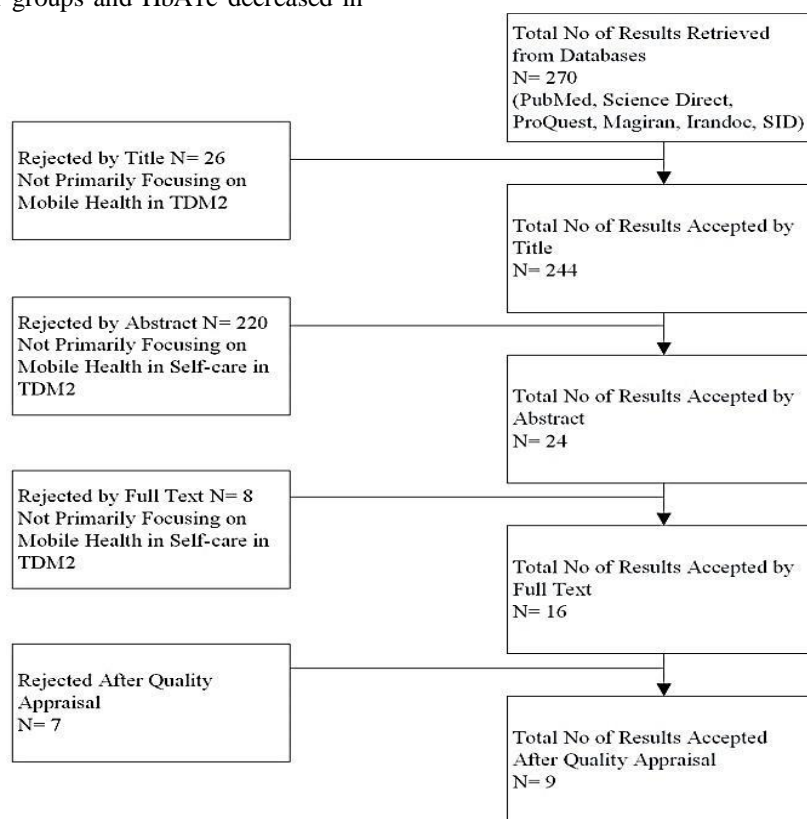 groups and HbA1c decreased in
Total No of Results Retrieved
from Databases
N= 270
(PubMed, Science Direct,
ProQuest, Magiran, Irandoc, SID)
Rejected by Title N= 26
Not Primarily Focusing on
Mobile Health in TDM2
Total No of Results Accepted by
Title
N= 244
Rejected by Abstract N= 220
Not Primarily Focusing on
Mobile Health in Self-care in
TDM2
Total No of Results Accepted by
Abstract
N= 24
Rejected by Full Text N= 8
Not Primarily Focusing on
Mobile Health in Self-care in
TDM2
Total No of Results Accepted by
Full Text
N= 16
Rejected After Quality
Appraisal
N= 7
Total No of Results Accepted
After Quality Appraisal
N= 9